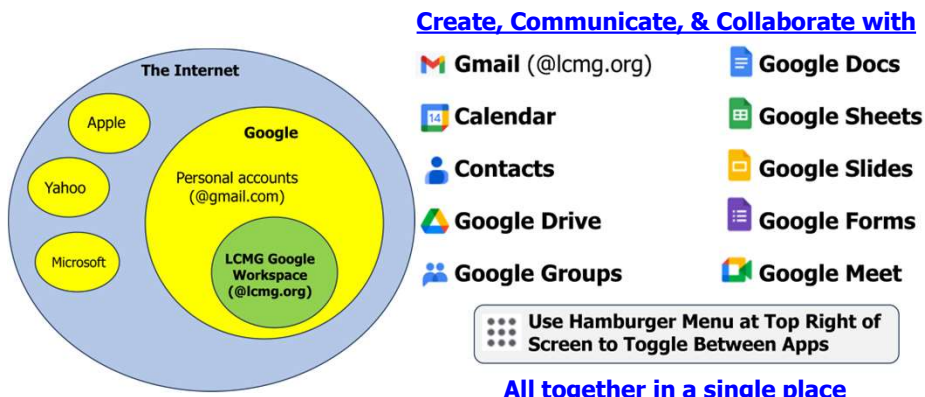 Create, Communicate, & Collaborate with
The Internet
Apple
Yahoo
Microsoft
Google
Personal accounts
(@gmail.com)
LCMG Google
Workspace
(@lcmg.org)
Gmail (@lcmg.org)
14
Calendar
Contacts
Google Drive
Google Groups
Google Docs
Google Sheets
Google Slides
Google Forms
Google Meet
Use Hamburger Menu at Top Right of
Screen to Toggle Between Apps
All together in a single place